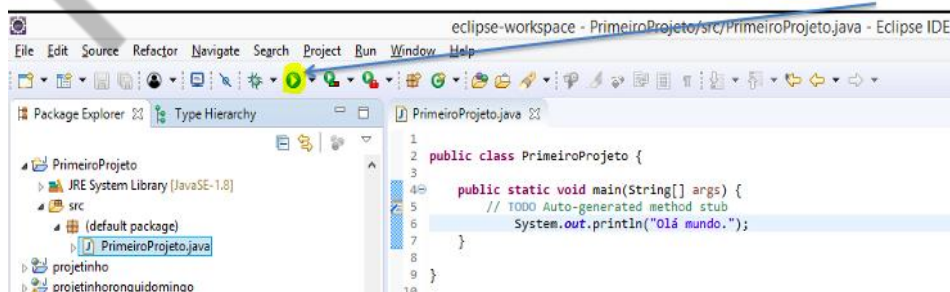 eclipse-workspace - PrimeiroProjeto/src/PrimeiroProjeto.java - Eclipse IDE
File Edit Source Refactor Navigate Search Project Run Window Help
Package Explorer Type Hierarchy
PrimeiroProjeto.java
PrimeiroProjeto
JRE System Library [JavaSE-1.8]
src
(default package)
PrimeiroProjeto.java
projetinho
projetinhoronquidomingo
1
2 public class PrimeiroProjeto {
3
4 public static void main(String[] args) {
5 // TODO Auto-generated method stub
6 System.out.println("Olá mundo.");
7 }
8
9 }
10